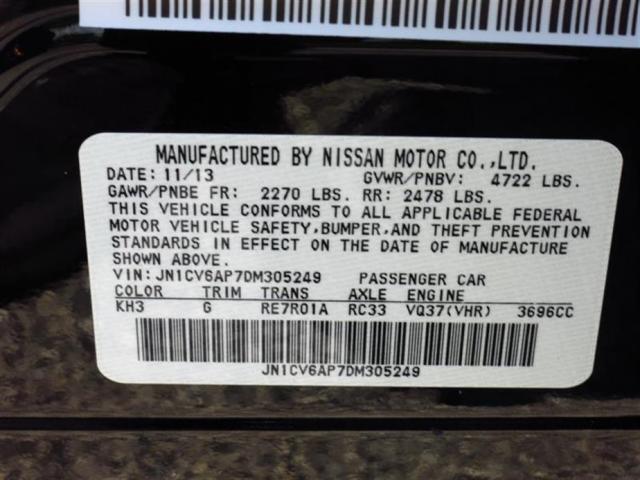 MANUFACTURED BY NISSAN MOTOR CO.,LTD.
DATE: 11/13 GVWR/PNBV: 4722 LBS.
GAWR/PNBE FR: 2270 LBS. RR: 2478 LBS.
THIS VEHICLE CONFORMS TO ALL APPLICABLE FEDERAL
MOTOR VEHICLE SAFETY,BUMPER,AND THEFT PREVENTION
STANDARDS IN EFFECT ON THE DATE OF MANUFACTURE
SHOWN ABOVE.
VIN: JN1CV6AP7DM305249 PASSENGER CAR
COLOR TRIM TRANS AXLE ENGINE
KH3 G RE7R01A RC33 VQ37(VHR) 3696CC
JN1CV6AP7DM305249